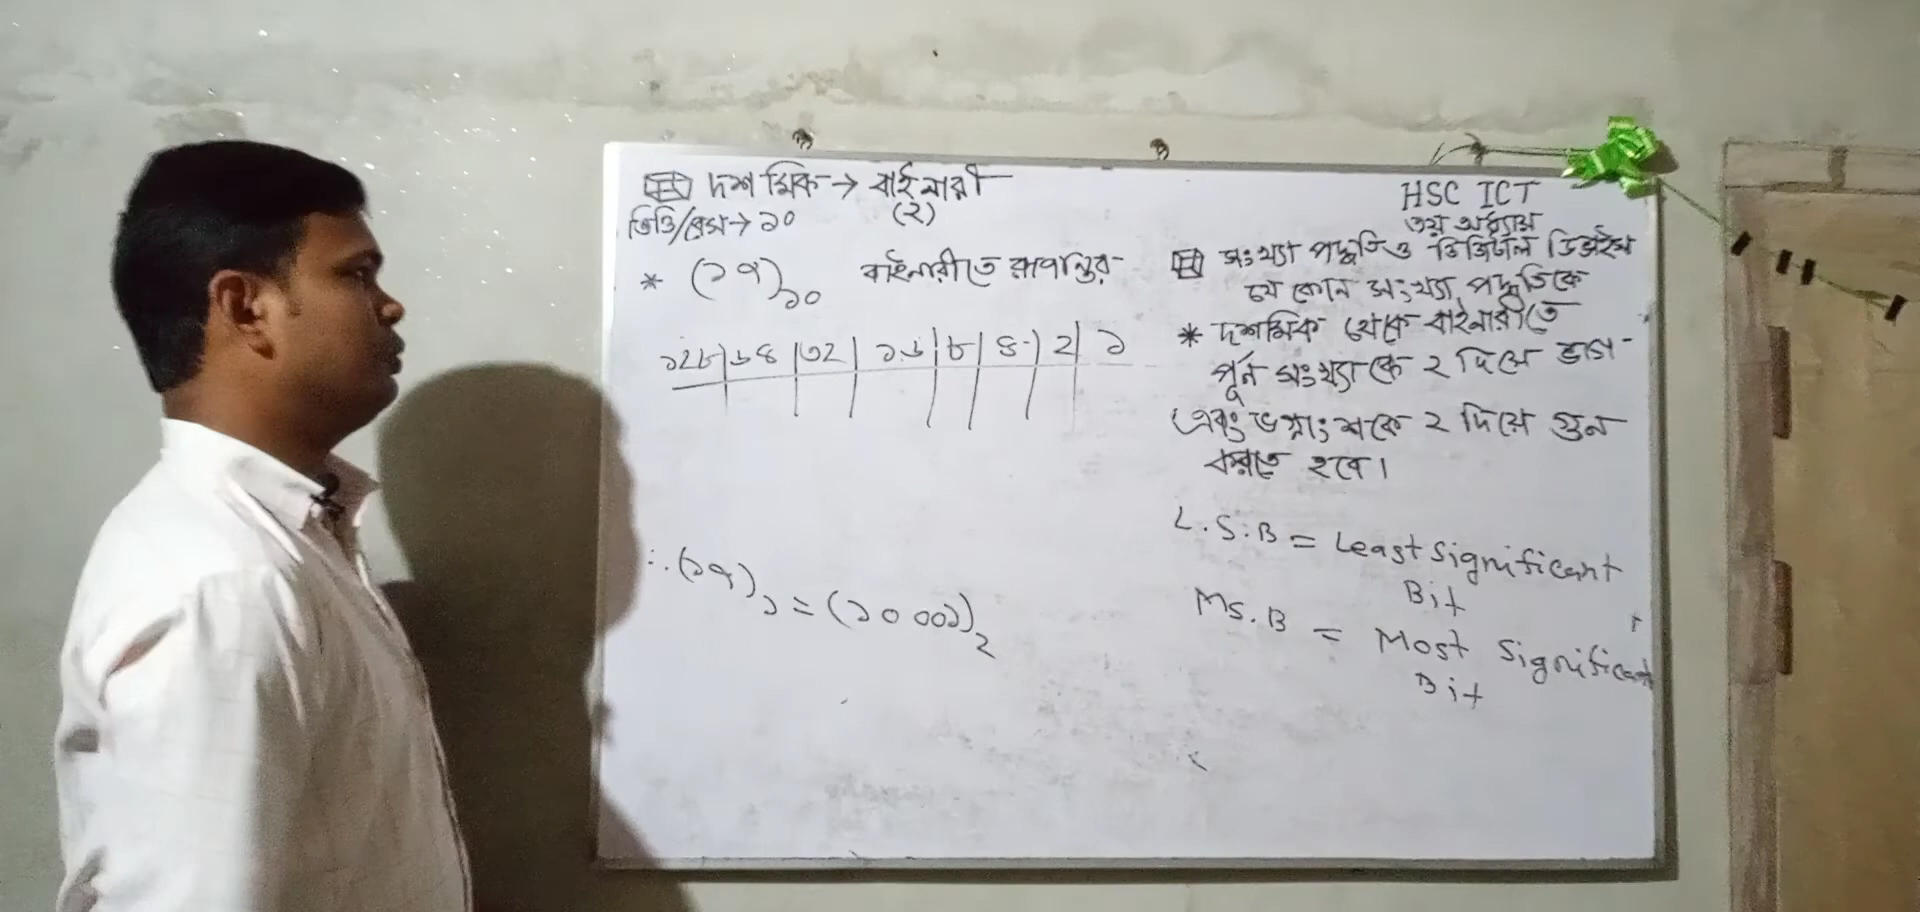 দশমিক → বাইনারী
ভিত্তি/বেস → ১০ (২)
* (১৭)১০ বাইনারীতে রূপান্তর
১২৮ | ৬৪ | ৩২ | ১৬ | ৮ | ৪ | ২ | ১
∴ (১৭)১ = (১০০০১)২
HSC ICT
৩য় অধ্যায়
সংখ্যা পদ্ধতি ও ডিজিটাল ডিভাইস
যে কোন সংখ্যা পদ্ধতিকে
* দশমিক থেকে বাইনারীতে
পূর্ন সংখ্যাকে ২ দিয়ে ভাগ
এবং ভগ্নাংশকে ২ দিয়ে গুন
করতে হবে।
L.S.B = Least Significant
Bit
MS.B = Most Significant
Bit